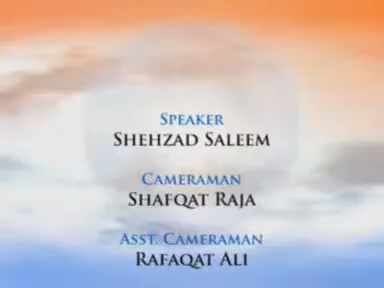 Speaker
Shehzad Saleem
Cameraman
Shafqat Raja
Asst. Cameraman
Rafaqat Ali